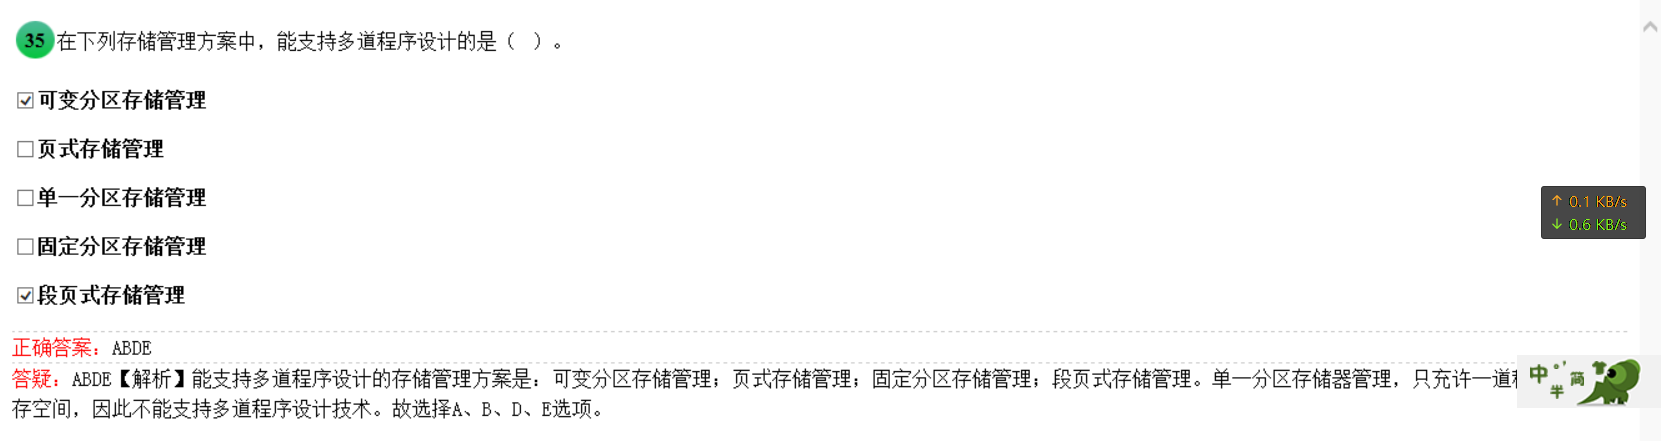 35 在下列存储管理方案中，能支持多道程序设计的是（ ）。
可变分区存储管理
页式存储管理
单一分区存储管理
固定分区存储管理
段页式存储管理
正确答案：ABDE
答疑：ABDE【解析】能支持多道程序设计的存储管理方案是：可变分区存储管理；页式存储管理；固定分区存储管理；段页式存储管理。单一分区存储器管理，只允许一道
存空间，因此不能支持多道程序设计技术。故选择A、B、D、E选项。
↑ 0.1 KB/s
↓ 0.6 KB/s
中 °’ 简
半